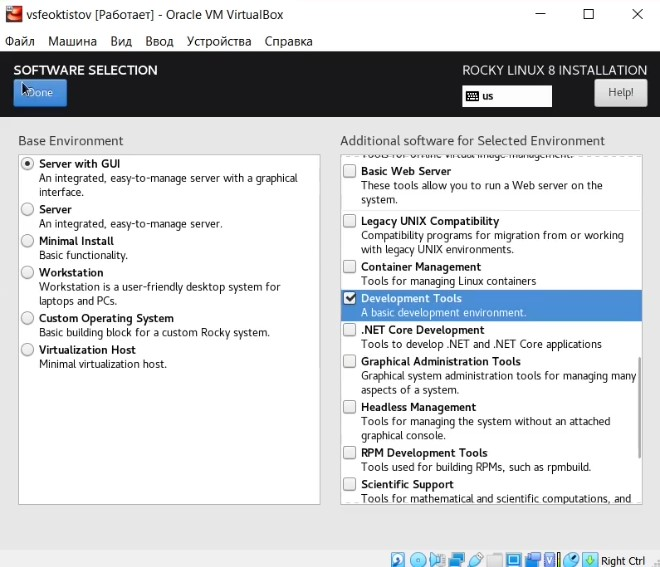 vsfeoktistov [Работает] - Oracle VM VirtualBox
Файл Машина Вид Ввод Устройства Справка
SOFTWARE SELECTION
ROCKY LINUX 8 INSTALLATION
Done
us
Help!
Base Environment
Server with GUI
An integrated, easy-to-manage server with a graphical
interface.
Server
An integrated, easy-to-manage server.
Minimal Install
Basic functionality.
Workstation
Workstation is a user-friendly desktop system for
laptops and PCs.
Custom Operating System
Basic building block for a custom Rocky system.
Virtualization Host
Minimal virtualization host.
Additional software for Selected Environment
Tools for offline virtual image management.
Basic Web Server
These tools allow you to run a Web server on the
system.
Legacy UNIX Compatibility
Compatibility programs for migration from or working
with legacy UNIX environments.
Container Management
Tools for managing Linux containers
Development Tools
A basic development environment.
.NET Core Development
Tools to develop .NET and .NET Core applications
Graphical Administration Tools
Graphical system administration tools for managing many
aspects of a system.
Headless Management
Tools for managing the system without an attached
graphical console.
RPM Development Tools
Tools used for building RPMs, such as rpmbuild.
Scientific Support
Tools for mathematical and scientific computations, and
Right Ctrl